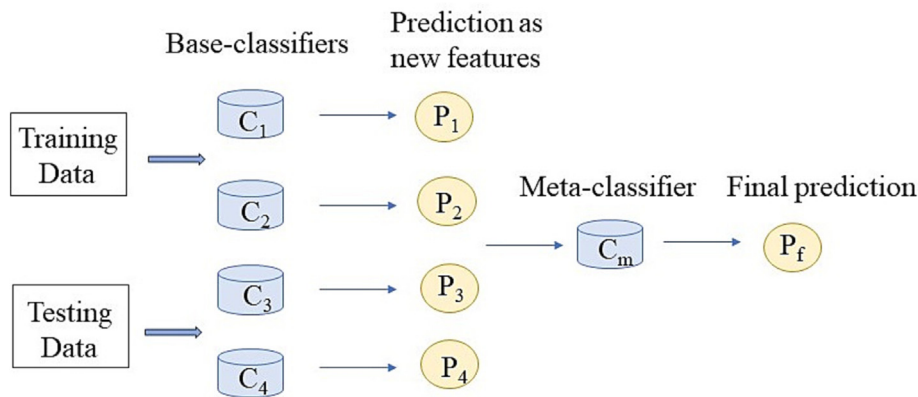 Base-classifiers
Prediction as
new features
Training
Data
Testing
Data
C1
C2
C3
C4
P1
P2
P3
P4
Meta-classifier
Cm
Final prediction
Pf